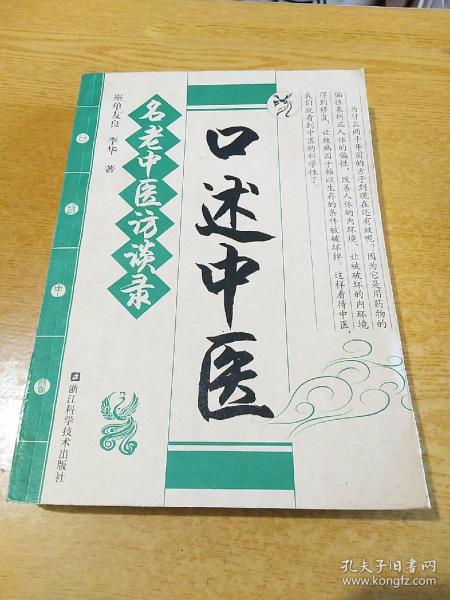 为什么两千年前的方子到现在还有效呢？因为它是用药物的
偏性来纠正人体的偏性，改善人体的内环境，让被破坏的内环境
得到修复，让致病因子赖以生存的条件被破坏掉。这样看待中医，
我们就看到中医的科学性了。
口述中医
名老中医访谈录
单友良 李华 著
口
述
中
医
浙江科学技术出版社
孔夫子旧书网
www.kongfz.com